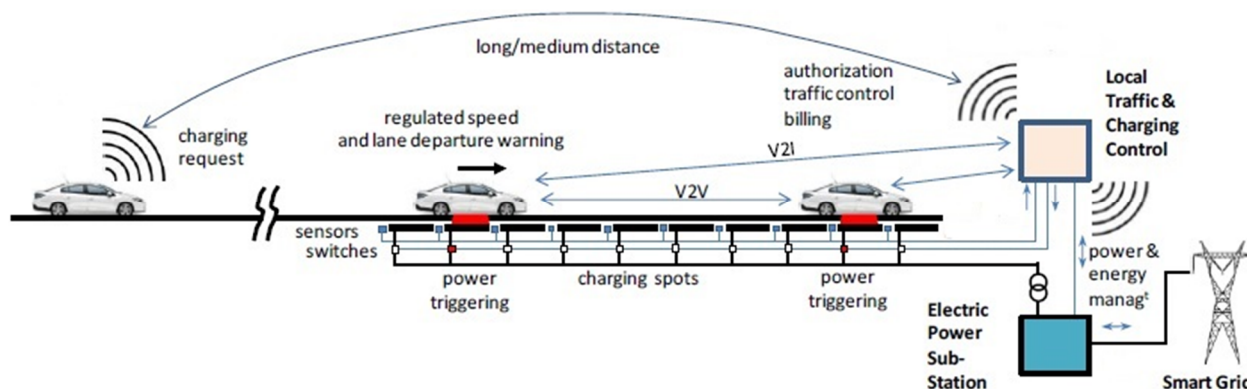 long/medium distance
authorization
traffic control
billing
Local
Traffic &
Charging
Control
charging
request
regulated speed
and lane departure warning
V2I
V2V
sensors
switches
power
triggering
charging spots
power
triggering
power &
energy
managᵗ
Electric
Power
Sub-
Station
Smart Grid